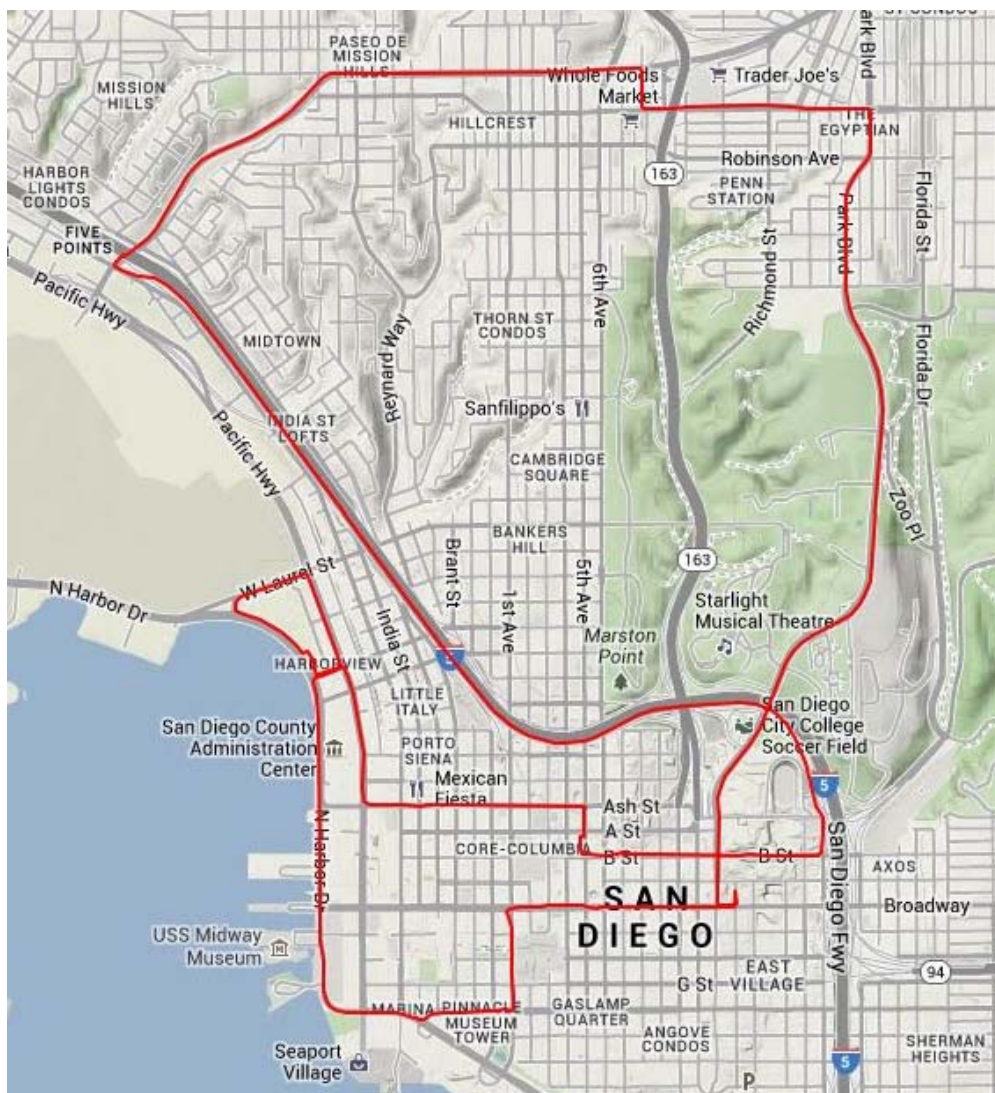 PASEO DE
MISSION
HILLS
Park Blvd
MISSION
HILLS
Whole Foods
Market
Trader Joe's
HILLCREST
THE
EGYPTIAN
HARBOR
LIGHTS
CONDOS
163
Robinson Ave
PENN
STATION
Florida St
FIVE
POINTS
Park Blvd
Richmond St
Pacific Hwy
6th Ave
MIDTOWN
THORN ST
CONDOS
Reynard Way
Florida Dr
INDIA ST
LOFTS
Sanfilippo's
Pacific Hwy
CAMBRIDGE
SQUARE
Zoo Pl
BANKERS
HILL
163
W Laurel St
N Harbor Dr
Brant St
1st Ave
5th Ave
Starlight
Musical Theatre
India St
Marston
Point
HARBORVIEW
5
LITTLE
ITALY
San Diego County
Administration
Center
San Diego
City College
Soccer Field
PORTO
SIENA
Mexican
Fiesta
5
Ash St
A St
N Harbor Dr
CORE-COLUMBIA
B St
B St
San Diego Fwy
AXOS
SAN
DIEGO
Broadway
USS Midway
Museum
EAST
VILLAGE
94
G St
MARINA
PINNACLE
MUSEUM
TOWER
GASLAMP
QUARTER
ANGOVE
CONDOS
SHERMAN
HEIGHTS
Seaport
Village
5
P